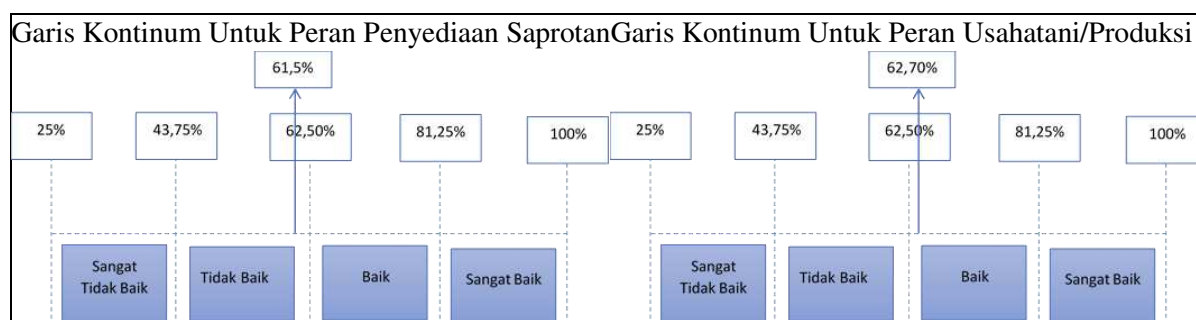 Garis Kontinum Untuk Peran Penyediaan Saprotan
61,5%
25%
43,75%
62,50%
81,25%
100%
Sangat
Tidak Baik
Tidak Baik
Baik
Sangat Baik
Garis Kontinum Untuk Peran Usahatani/Produksi
62,70%
25%
43,75%
62,50%
81,25%
100%
Sangat
Tidak Baik
Tidak Baik
Baik
Sangat Baik